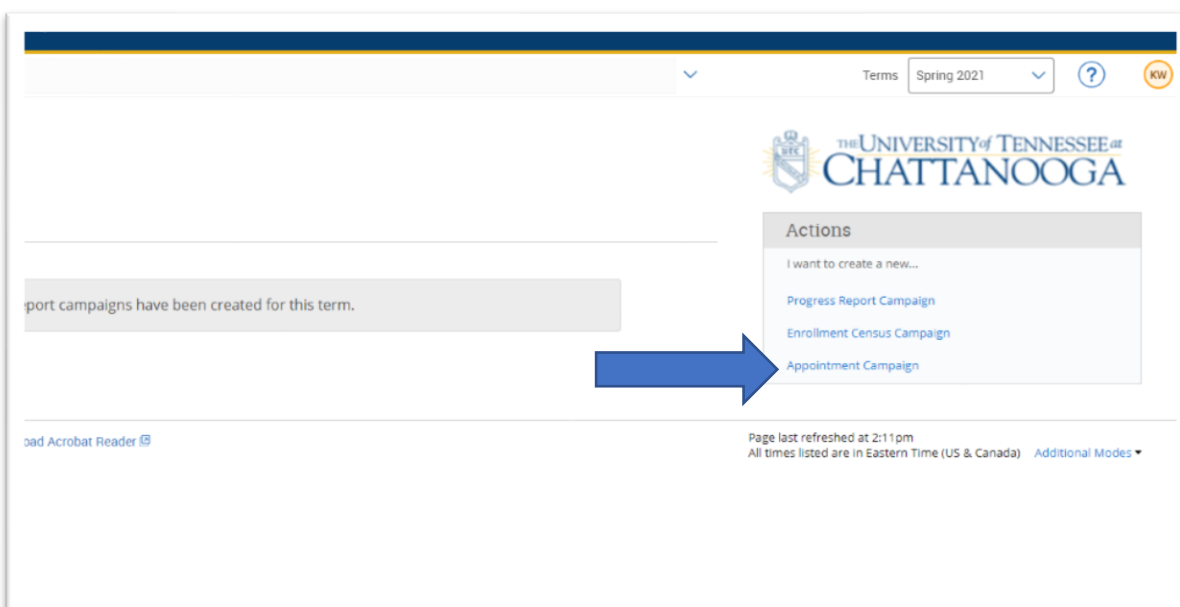 Terms Spring 2021 ? KW
THE UNIVERSITY of TENNESSEE at
CHATTANOOGA
UTC
Actions
I want to create a new...
Progress Report Campaign
port campaigns have been created for this term.
Enrollment Census Campaign
Appointment Campaign
oad Acrobat Reader
Page last refreshed at 2:11pm
All times listed are in Eastern Time (US & Canada) Additional Modes